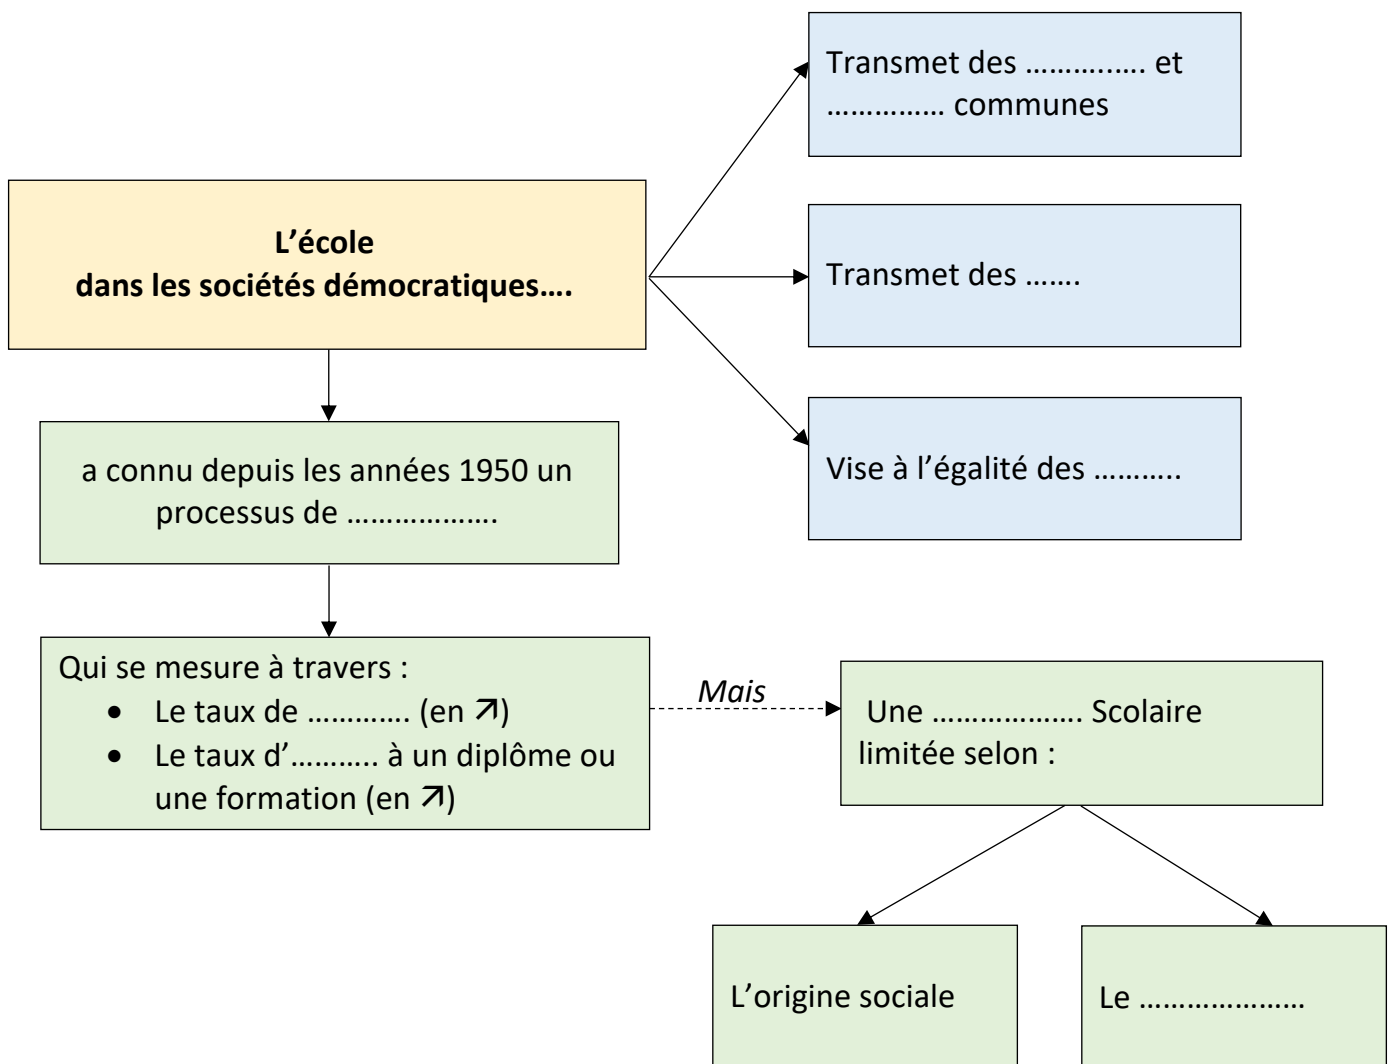 Transmet des …………... et
…………… communes
L’école
dans les sociétés démocratiques….
Transmet des …….
a connu depuis les années 1950 un
processus de ……………….
Vise à l’égalité des ………..
Qui se mesure à travers :
• Le taux de …………. (en ↗)
• Le taux d’……….. à un diplôme ou
une formation (en ↗)
Mais
Une ………………. Scolaire
limitée selon :
L’origine sociale
Le …………………